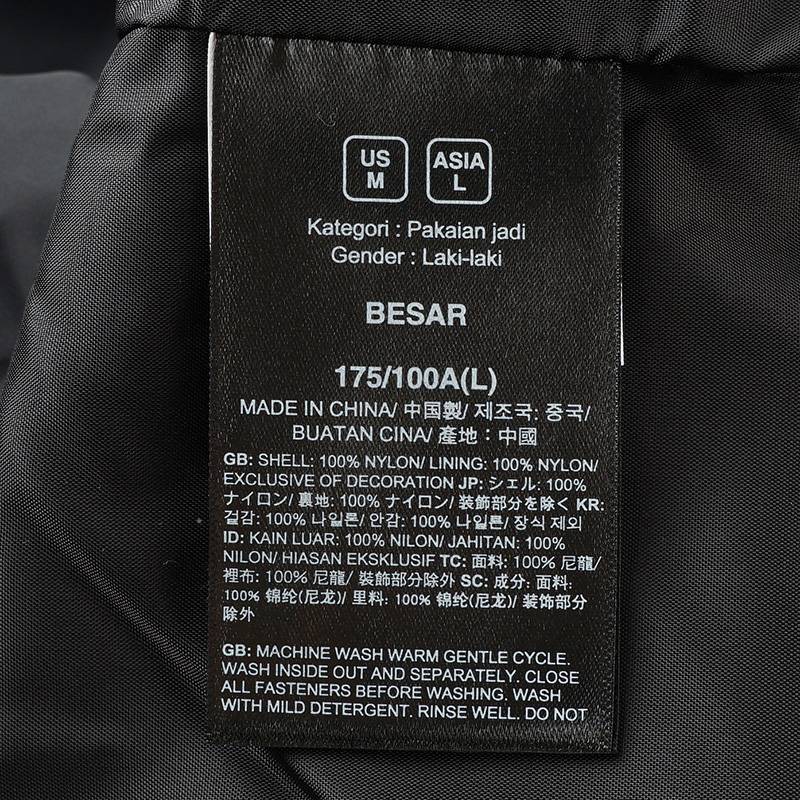 US ASIA
M L
Kategori : Pakaian jadi
Gender : Laki-laki
BESAR
175/100A(L)
MADE IN CHINA/ 中国製/ 제조국: 중국/
BUATAN CINA/ 產地：中國
GB: SHELL: 100% NYLON/ LINING: 100% NYLON/
EXCLUSIVE OF DECORATION JP: シェル: 100%
ナイロン/ 裏地: 100% ナイロン/ 装飾部分を除く KR:
겉감: 100% 나일론/ 안감: 100% 나일론/ 장식 제외
ID: KAIN LUAR: 100% NILON/ JAHITAN: 100%
NILON/ HIASAN EKSKLUSIF TC: 面料: 100% 尼龍/
裡布: 100% 尼龍/ 裝飾部分除外 SC: 成分: 面料:
100% 锦纶(尼龙)/ 里料: 100% 锦纶(尼龙)/ 装饰部分
除外
GB: MACHINE WASH WARM GENTLE CYCLE.
WASH INSIDE OUT AND SEPARATELY. CLOSE
ALL FASTENERS BEFORE WASHING. WASH
WITH MILD DETERGENT. RINSE WELL. DO NOT